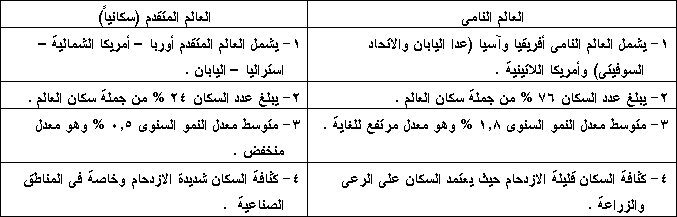 العالم النامى
العالم المتقدم (سكانياً)
١- يشمل العالم النامى أفريقيا وآسيا (عدا اليابان والاتحاد
السوفيتى) وأمريكا اللاتينية .
١- يشمل العالم المتقدم أوربا - أمريكا الشمالية -
استراليا - اليابان .
٢- يبلغ عدد السكان ٧٦ % من جملة سكان العالم .
٢- يبلغ عدد السكان ٢٤ % من جملة سكان العالم .
٣- متوسط معدل النمو السنوى ١,٨ % وهو معدل مرتفع للغاية .
٣- متوسط معدل النمو السنوى ٠,٥ % وهو معدل
منخفض .
٤- كثافة السكان قليلة الازدحام حيث يعتمد السكان على الرعى
والزراعة .
٤- كثافة السكان شديدة الازدحام وخاصة فى المناطق
الصناعية .